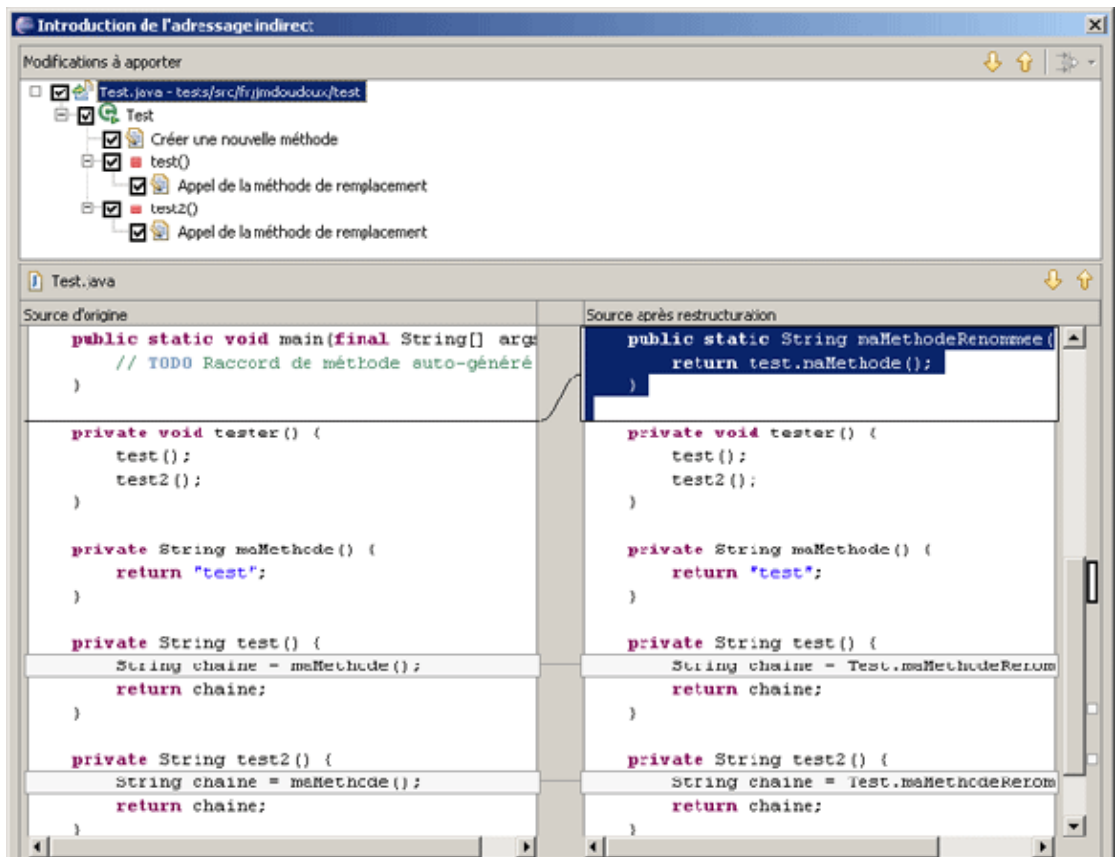 Introduction de l'adressage indirect
Modifications à apporter
Test.java - tests/src/fr/jmdoudoux/test
Test
Créer une nouvelle méthode
test()
Appel de la méthode de remplacement
test2()
Appel de la méthode de remplacement
Test.java
Source d'origine
public static void main(final String[] args
// TODO Raccord de méthode auto-généré
}
private void tester() {
test();
test2();
}
private String maMethode() {
return "test";
}
private String test() {
String chaine = maMethode();
return chaine;
}
private String test2() {
String chaine = maMethode();
return chaine;
}
Source après restructuration
public static String maMethodeRenommee(
return test.maMethode();
}
private void tester() {
test();
test2();
}
private String maMethode() {
return "test";
}
private String test() {
String chaine = Test.maMethodeRenom
return chaine;
}
private String test2() {
String chaine = Test.maMethodeRenom
return chaine;
}